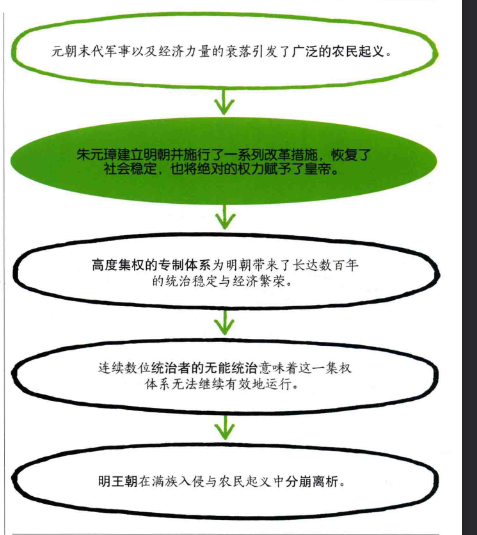 元朝末代军事以及经济力量的衰落引发了广泛的农民起义。
朱元璋建立明朝并施行了一系列改革措施，恢复了
社会稳定，也将绝对的权力赋予了皇帝。
高度集权的专制体系为明朝带来了长达数百年
的统治稳定与经济繁荣。
连续数位统治者的无能统治意味着这一集权
体系无法继续有效地运行。
明王朝在满族入侵与农民起义中分崩离析。